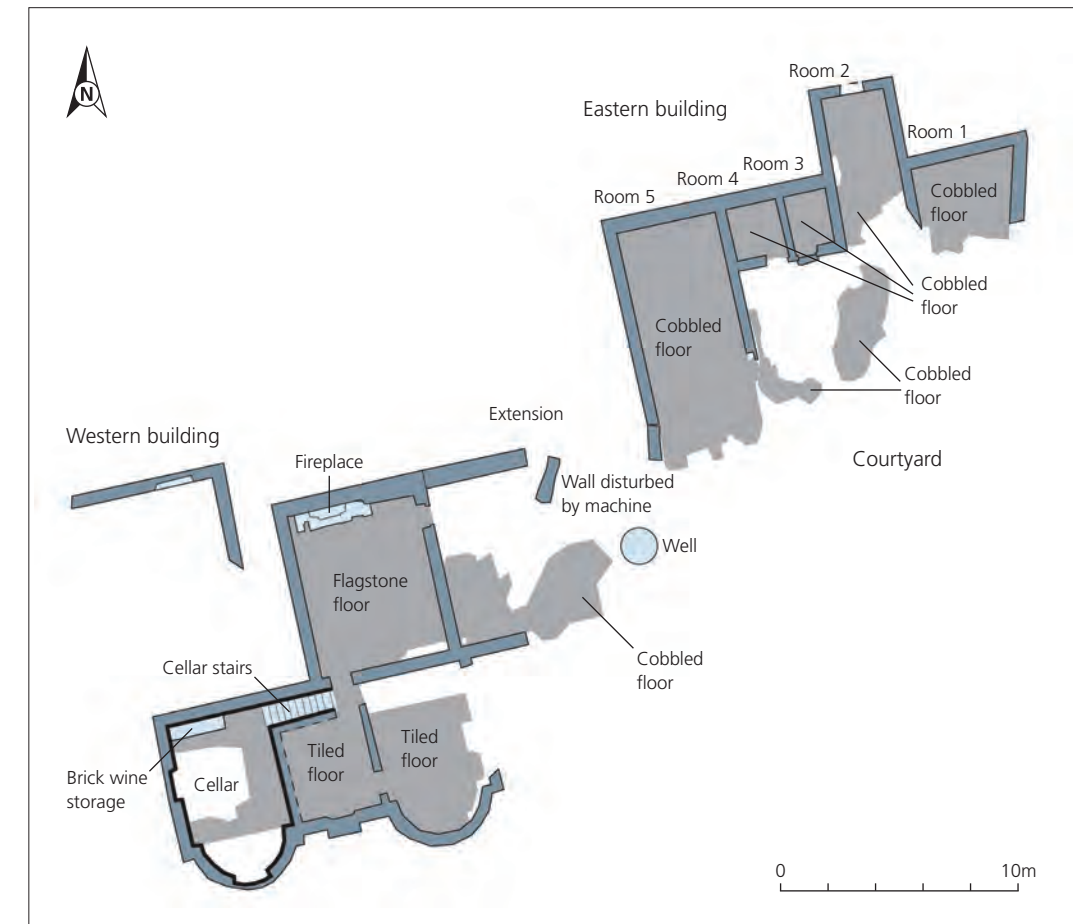 N
Room 2
Eastern building
Room 1
Room 3
Room 4
Room 5
Cobbled
floor
Cobbled
floor
Cobbled
floor
Cobbled
floor
Extension
Courtyard
Western building
Fireplace
Wall disturbed
by machine
Well
Flagstone
floor
Cobbled
floor
Cellar stairs
Tiled
floor
Tiled
floor
Brick wine
storage
Cellar
0 10m